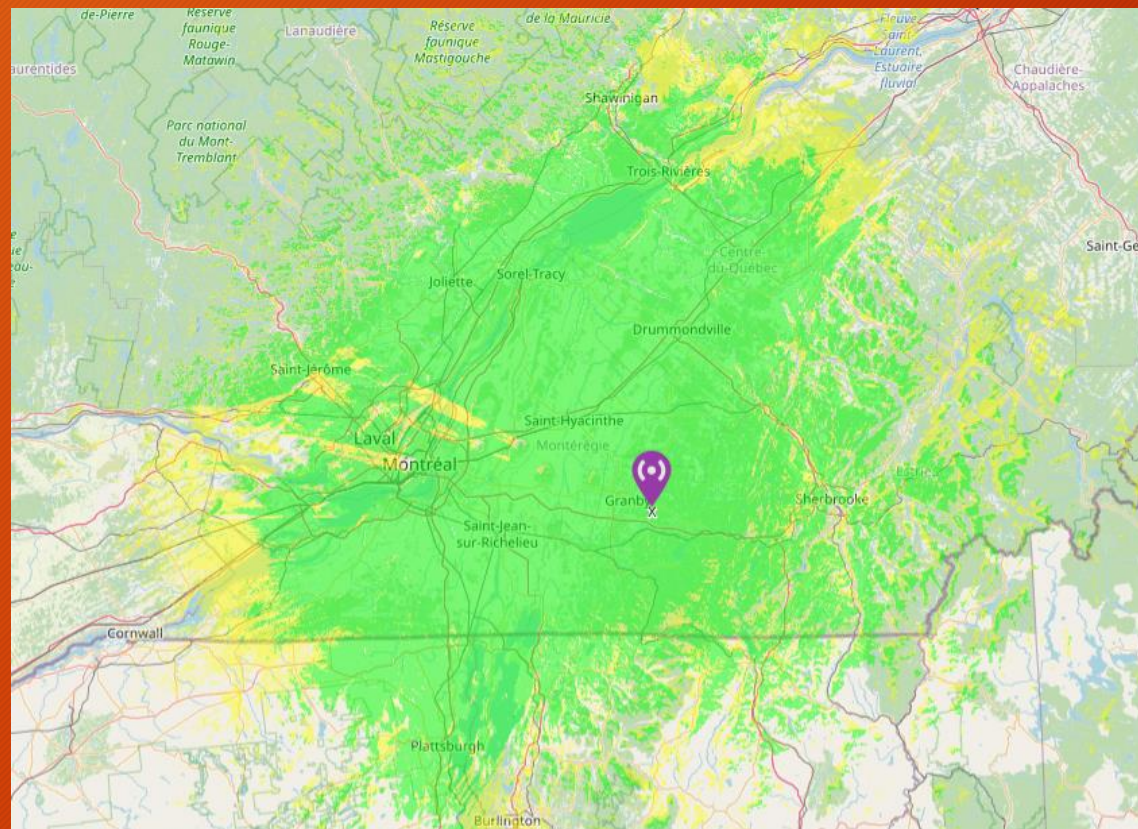 de-Pierre
Réserve
faunique
Rouge-
Matawin
Lanaudière
Réserve
faunique
Mastigouche
de la Mauricie
Fleuve
Saint-
Laurent,
Estuaire
fluvial
Chaudière-
Appalaches
aurentides
Shawinigan
Parc national
du Mont-
Tremblant
Trois-Rivières
Saint-Ge
Centre-
du-Québec
Joliette
Sorel-Tracy
Drummondville
Saint-Jérôme
Saint-Hyacinthe
Laval
Montérégie
Montréal
Estrie
Granby
Sherbrooke
X
Saint-Jean-
sur-Richelieu
Cornwall
Plattsburgh
Burlington